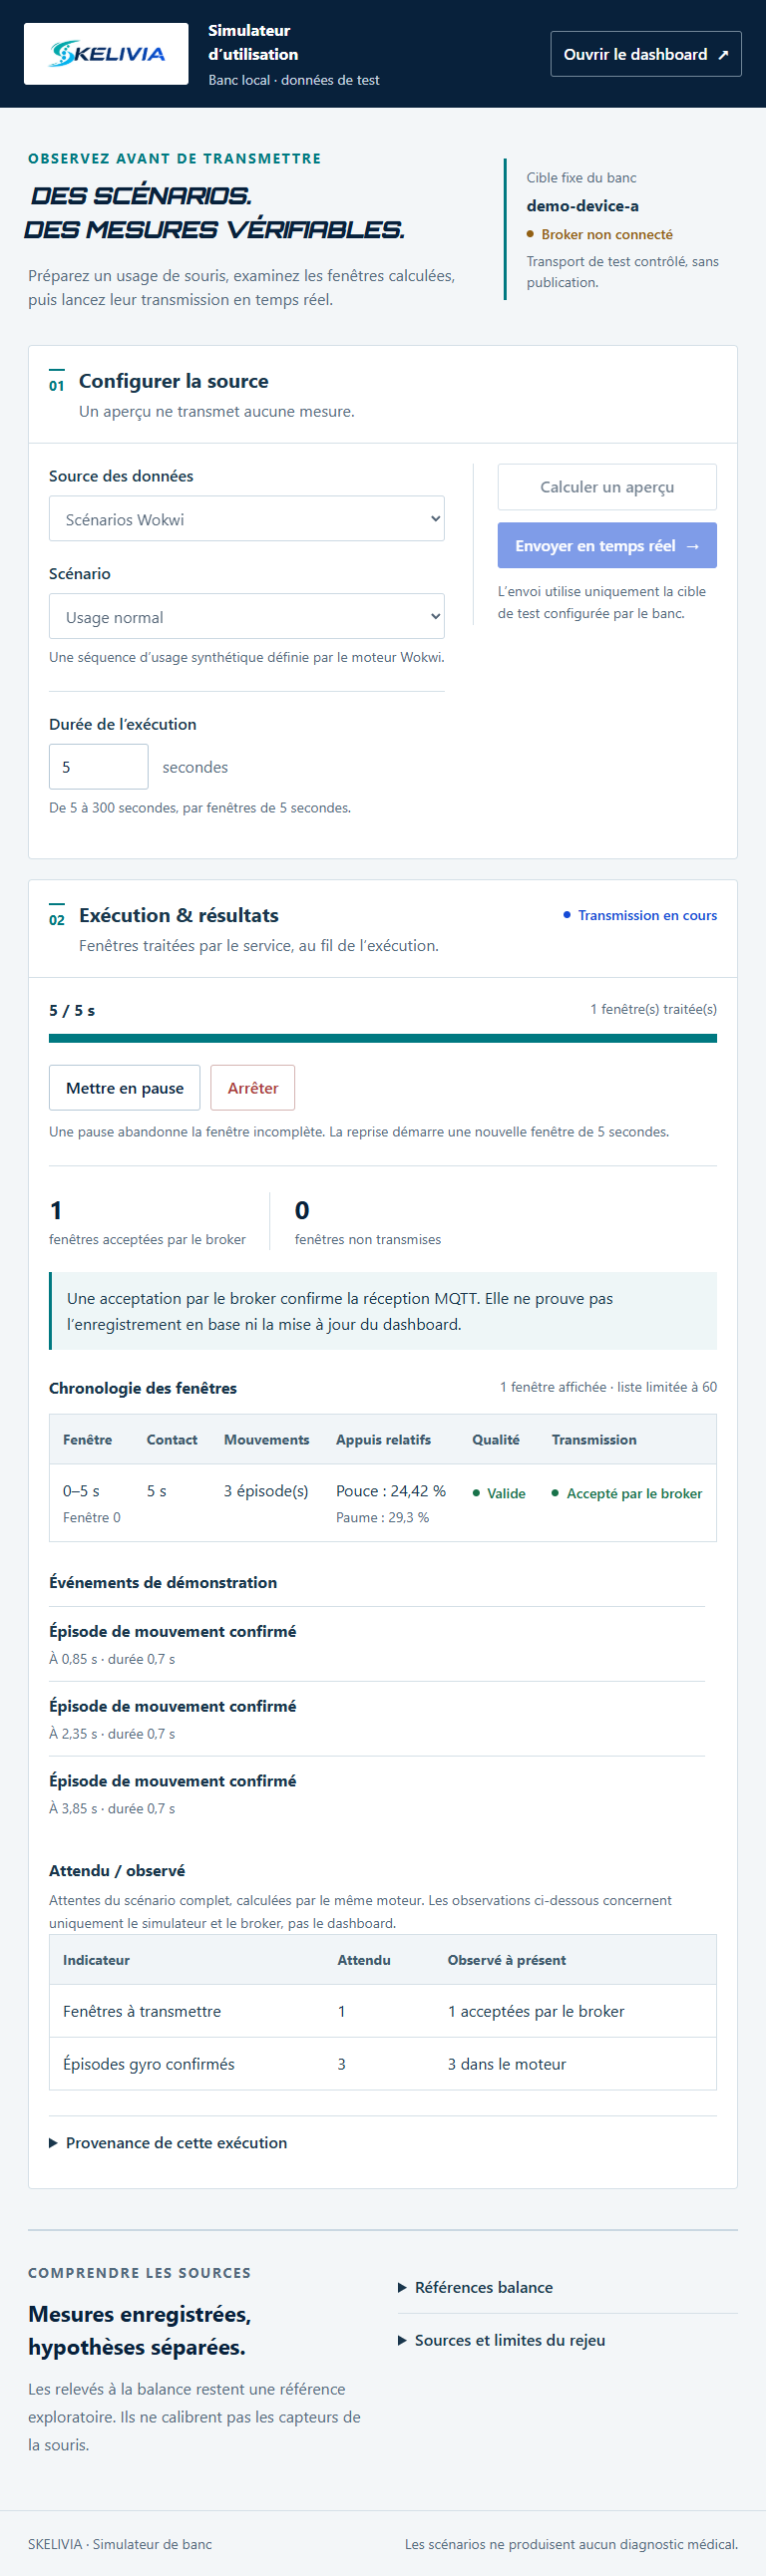 SKELIVIA
Simulateur
d’utilisation
Banc local · données de test
Ouvrir le dashboard ↗
OBSERVEZ AVANT DE TRANSMETTRE
DES SCÉNARIOS.
DES MESURES VÉRIFIABLES.
Préparez un usage de souris, examinez les fenêtres calculées,
puis lancez leur transmission en temps réel.
Cible fixe du banc
demo-device-a
Broker non connecté
Transport de test contrôlé, sans
publication.
01
Configurer la source
Un aperçu ne transmet aucune mesure.
Source des données
Scénarios Wokwi
Scénario
Usage normal
Une séquence d’usage synthétique définie par le moteur Wokwi.
Durée de l’exécution
5
secondes
De 5 à 300 secondes, par fenêtres de 5 secondes.
Calculer un aperçu
Envoyer en temps réel →
L’envoi utilise uniquement la cible
de test configurée par le banc.
02
Exécution & résultats
Transmission en cours
Fenêtres traitées par le service, au fil de l’exécution.
5 / 5 s
1 fenêtre(s) traitée(s)
Mettre en pause
Arrêter
Une pause abandonne la fenêtre incomplète. La reprise démarre une nouvelle fenêtre de 5 secondes.
1
fenêtres acceptées par le broker
0
fenêtres non transmises
Une acceptation par le broker confirme la réception MQTT. Elle ne prouve pas
l’enregistrement en base ni la mise à jour du dashboard.
Chronologie des fenêtres
1 fenêtre affichée · liste limitée à 60
Fenêtre Contact Mouvements Appuis relatifs Qualité Transmission
0–5 s 5 s 3 épisode(s) Pouce : 24,42 % Valide Accepté par le broker
Fenêtre 0 Paume : 29,3 %
Événements de démonstration
Épisode de mouvement confirmé
À 0,85 s · durée 0,7 s
Épisode de mouvement confirmé
À 2,35 s · durée 0,7 s
Épisode de mouvement confirmé
À 3,85 s · durée 0,7 s
Attendu / observé
Attentes du scénario complet, calculées par le même moteur. Les observations ci-dessous concernent
uniquement le simulateur et le broker, pas le dashboard.
Indicateur Attendu Observé à présent
Fenêtres à transmettre 1 1 acceptées par le broker
Épisodes gyro confirmés 3 3 dans le moteur
Provenance de cette exécution
COMPRENDRE LES SOURCES
Mesures enregistrées,
hypothèses séparées.
Les relevés à la balance restent une référence
exploratoire. Ils ne calibrent pas les capteurs de
la souris.
Références balance
Sources et limites du rejeu
SKELIVIA · Simulateur de banc
Les scénarios ne produisent aucun diagnostic médical.